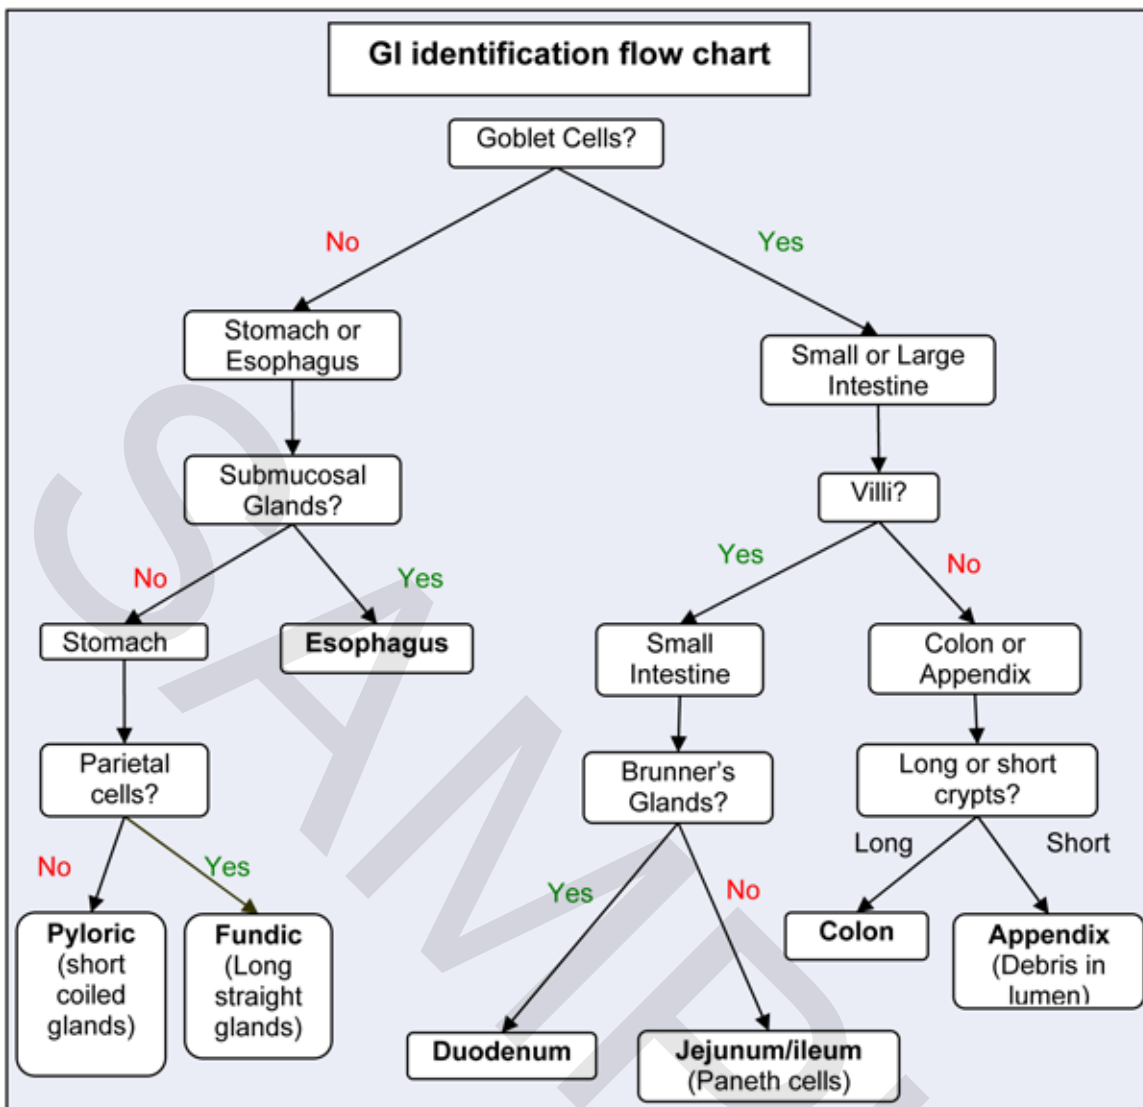 GI identification flow chart
Goblet Cells?
No
Yes
Stomach or
Esophagus
Small or Large
Intestine
Submucosal
Glands?
Villi?
No
Yes
Yes
No
Stomach
Esophagus
Small
Intestine
Colon or
Appendix
Parietal
cells?
Brunner's
Glands?
Long or short
crypts?
No
Yes
Yes
No
Long
Short
Pyloric
(short
coiled
glands)
Fundic
(Long
straight
glands)
Colon
Appendix
(Debris in
lumen)
Duodenum
Jejunum/ileum
(Paneth cells)
SAMP